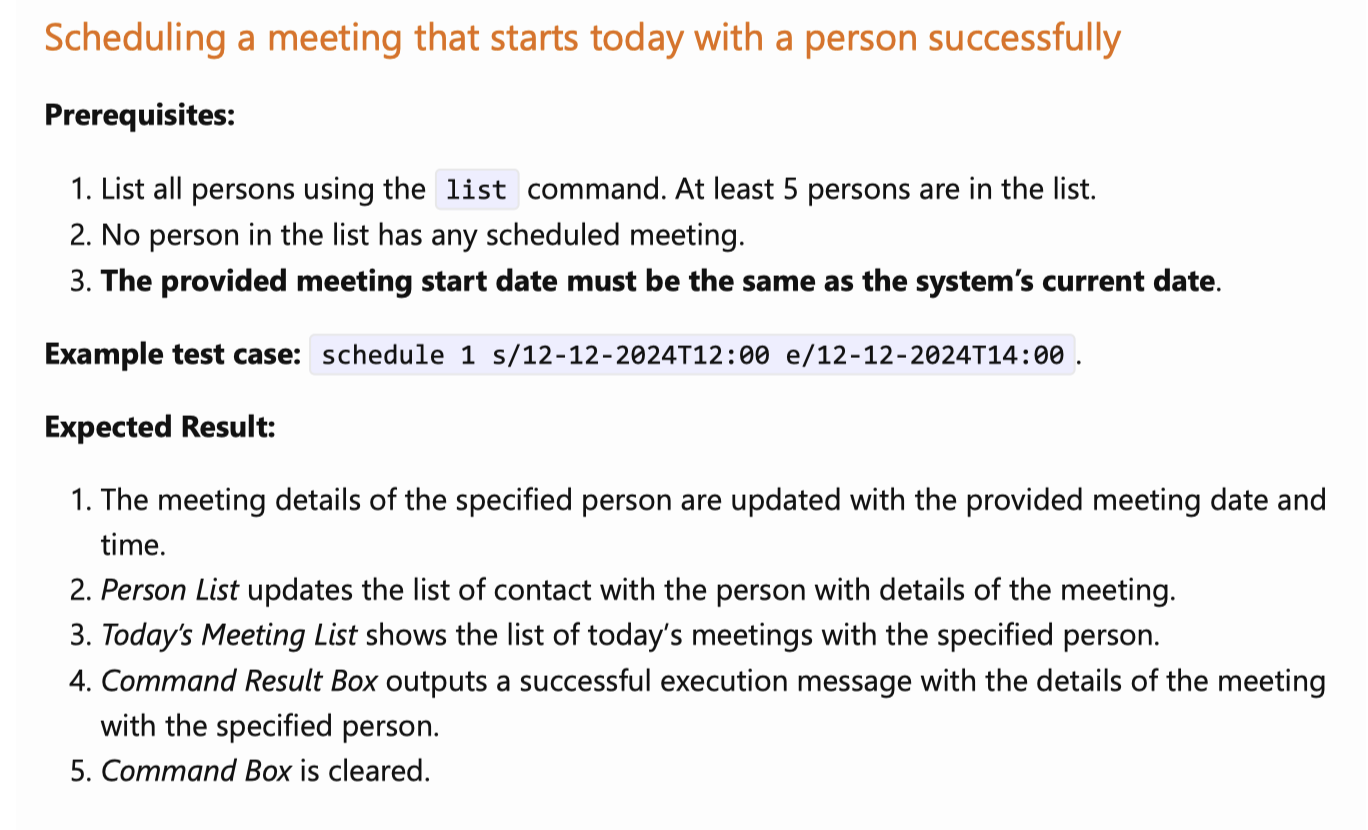 Scheduling a meeting that starts today with a person successfully
Prerequisites:
1. List all persons using the list command. At least 5 persons are in the list.
2. No person in the list has any scheduled meeting.
3. The provided meeting start date must be the same as the system’s current date.
Example test case: schedule 1 s/12-12-2024T12:00 e/12-12-2024T14:00 .
Expected Result:
1. The meeting details of the specified person are updated with the provided meeting date and
time.
2. Person List updates the list of contact with the person with details of the meeting.
3. Today’s Meeting List shows the list of today’s meetings with the specified person.
4. Command Result Box outputs a successful execution message with the details of the meeting
with the specified person.
5. Command Box is cleared.